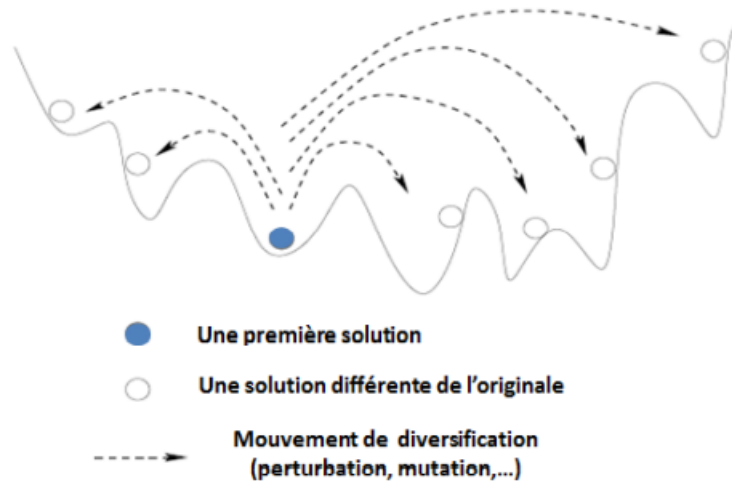 Une première solution
Une solution différente de l'originale
Mouvement de diversification
(perturbation, mutation,...)